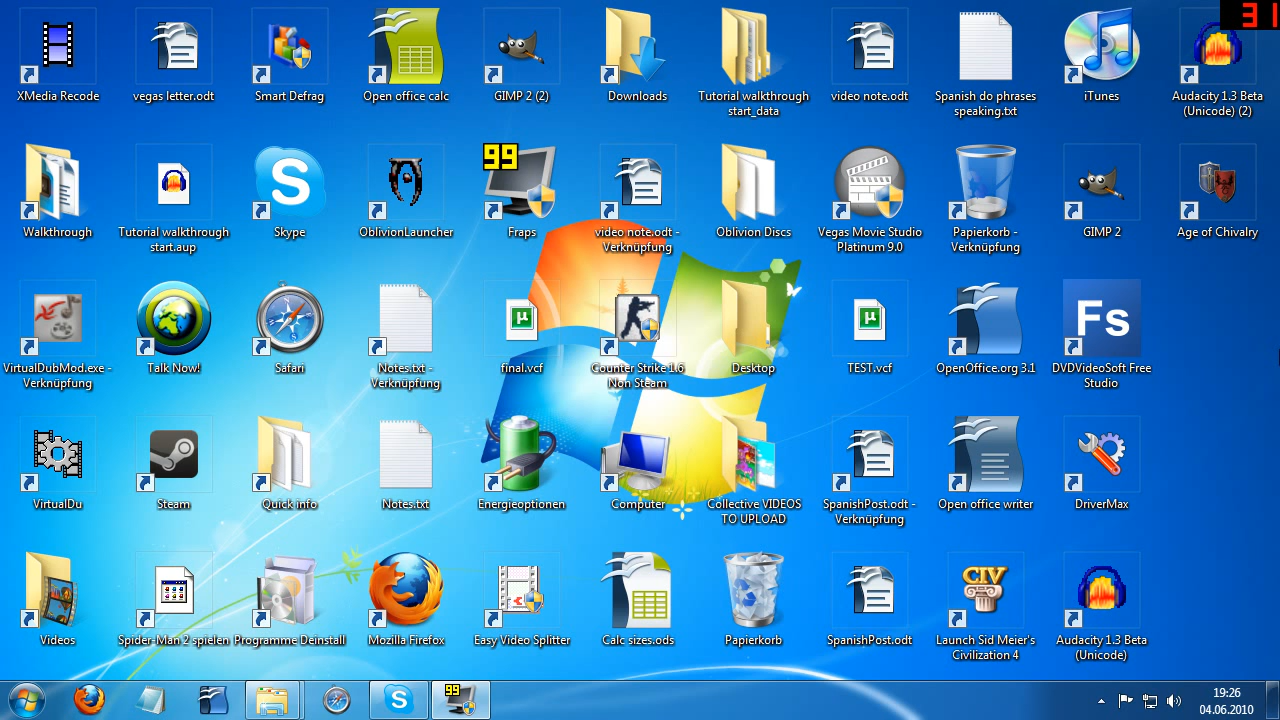 31
XMedia Recode
vegas letter.odt
Smart Defrag
Open office calc
GIMP 2 (2)
Downloads
Tutorial walkthrough
start_data
video note.odt
Spanish do phrases
speaking.txt
iTunes
Audacity 1.3 Beta
(Unicode) (2)
99
Walkthrough
Tutorial walkthrough
start.aup
S
Skype
OblivionLauncher
Fraps
video note.odt -
Verknüpfung
Oblivion Discs
Vegas Movie Studio
Platinum 9.0
Papierkorb -
Verknüpfung
GIMP 2
Age of Chivalry
VirtualDubMod.exe -
Verknüpfung
Talk Now!
Safari
Notes.txt -
Verknüpfung
µ
final.vcf
Counter Strike 1.6
Non Steam
Desktop
µ
TEST.vcf
OpenOffice.org 3.1
Fs
DVDVideoSoft Free
Studio
VirtualDu
Steam
Quick info
Notes.txt
Energieoptionen
Computer
Collective VIDEOS
TO UPLOAD
SpanishPost.odt -
Verknüpfung
Open office writer
DriverMax
Videos
Spider-Man 2 spielen
Programme Deinstall
Mozilla Firefox
Easy Video Splitter
Calc sizes.ods
Papierkorb
SpanishPost.odt
CIV
Launch Sid Meier's
Civilization 4
Audacity 1.3 Beta
(Unicode)
S
99
19:26
04.06.2010